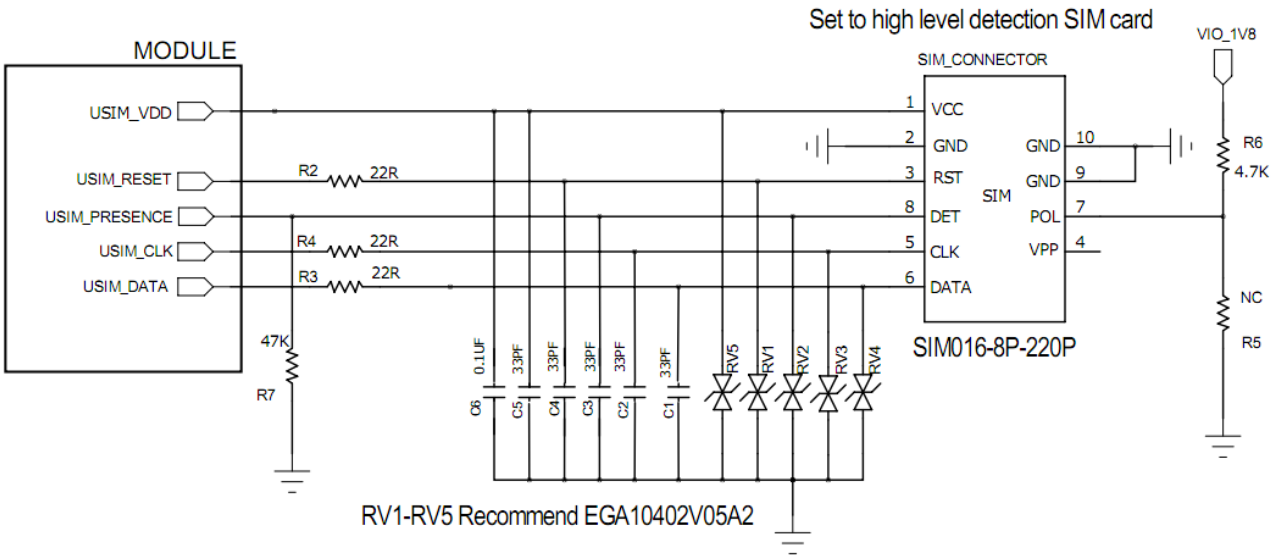 Set to high level detection SIM card
VIO_1V8
MODULE
SIM_CONNECTOR
USIM_VDD
1
VCC
2
GND
GND
10
R6
4.7K
USIM_RESET
R2
22R
3
RST
GND
9
SIM
USIM_PRESENCE
8
DET
POL
7
USIM_CLK
R4
22R
5
CLK
VPP
4
USIM_DATA
R3
22R
6
DATA
NC
R5
47K
R7
SIM016-8P-220P
0.1UF
33PF
33PF
33PF
33PF
33PF
RV5
RV1
RV2
RV3
RV4
C6
C5
C4
C3
C2
C1
RV1-RV5 Recommend EGA10402V05A2